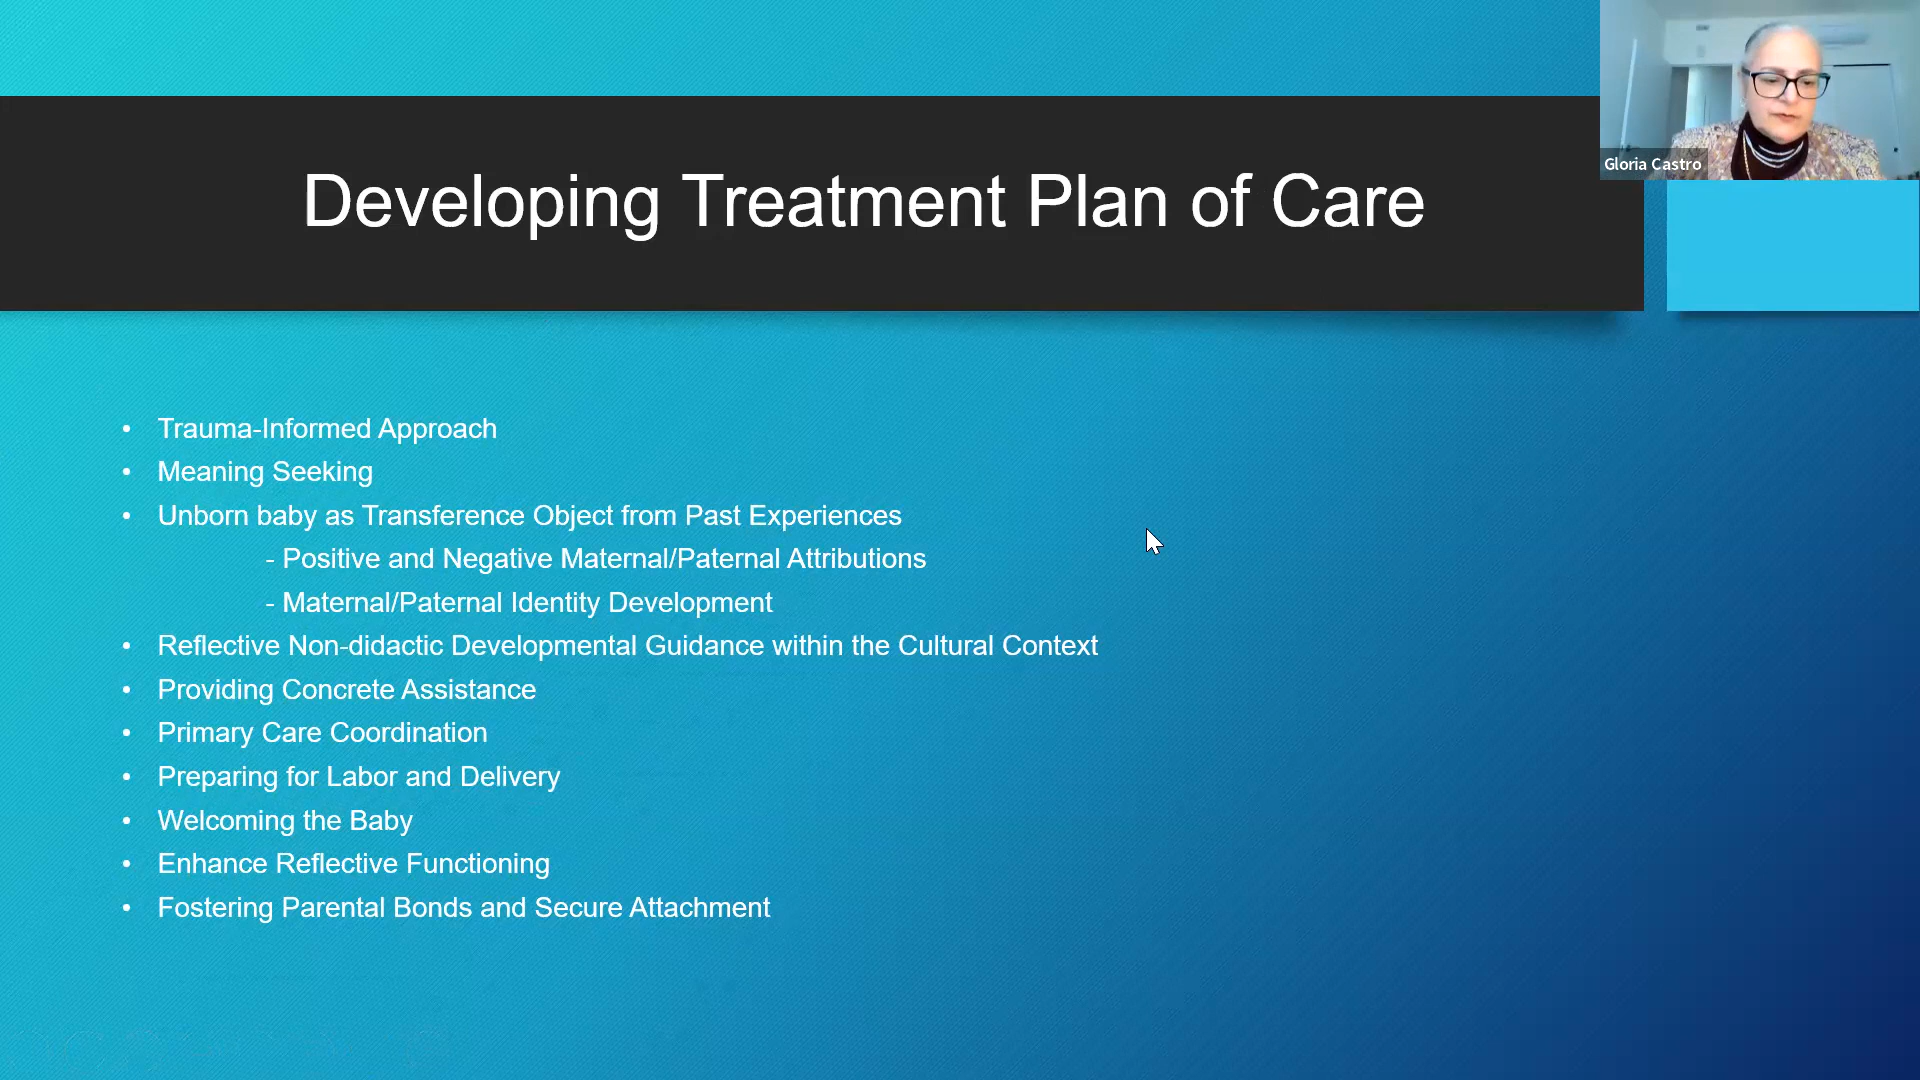 Gloria Castro
Developing Treatment Plan of Care
• Trauma-Informed Approach
• Meaning Seeking
• Unborn baby as Transference Object from Past Experiences
- Positive and Negative Maternal/Paternal Attributions
- Maternal/Paternal Identity Development
• Reflective Non-didactic Developmental Guidance within the Cultural Context
• Providing Concrete Assistance
• Primary Care Coordination
• Preparing for Labor and Delivery
• Welcoming the Baby
• Enhance Reflective Functioning
• Fostering Parental Bonds and Secure Attachment